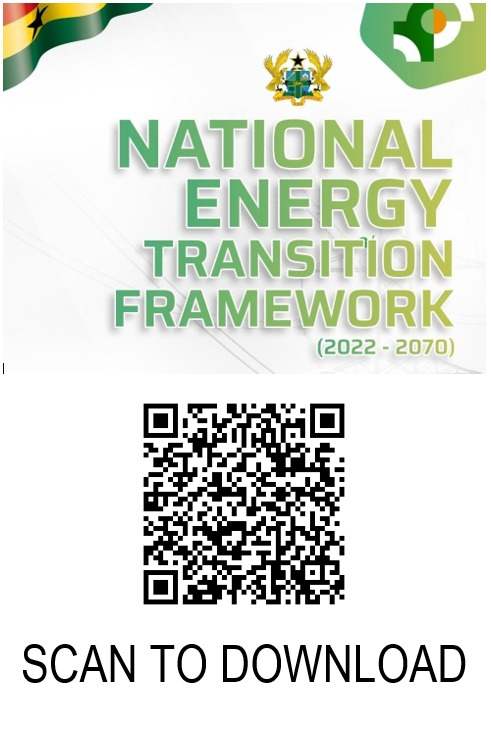 NATIONAL
ENERGY
TRANSITION
FRAMEWORK
(2022 - 2070)
SCAN TO DOWNLOAD